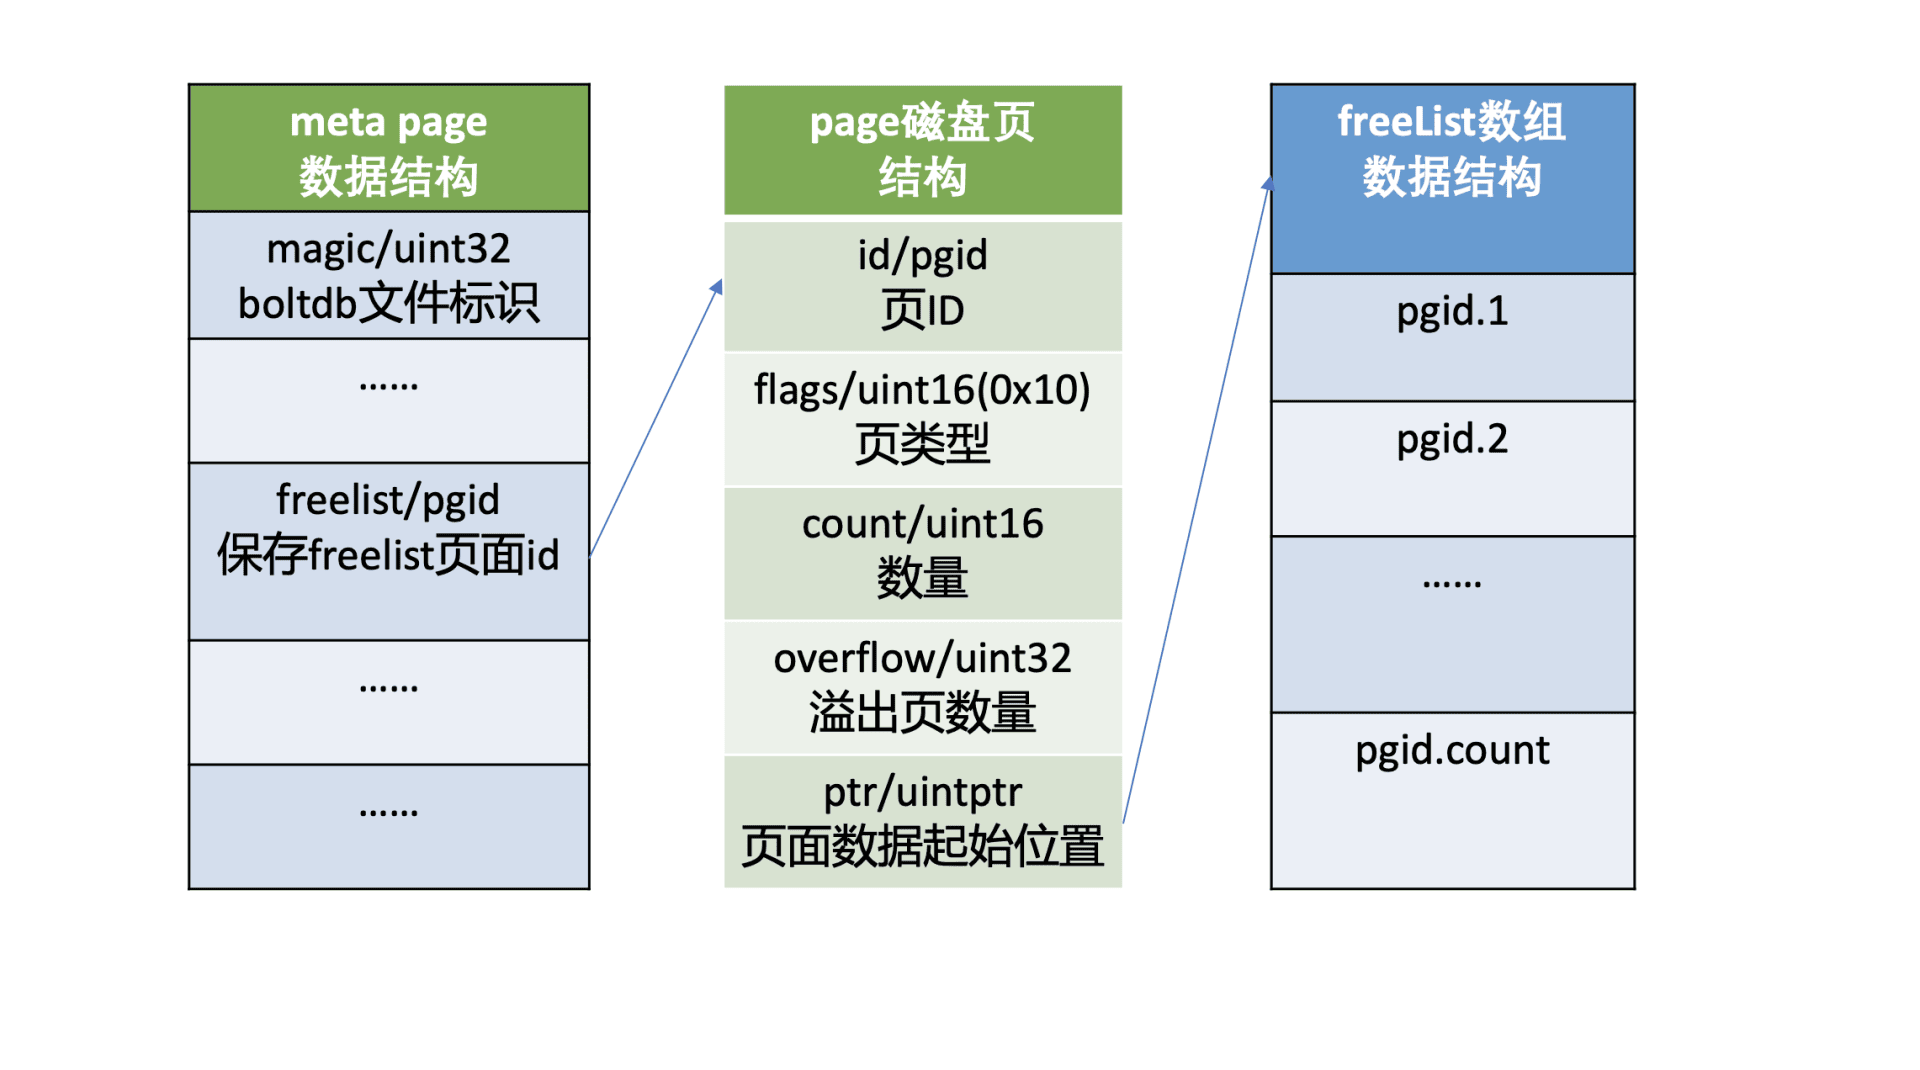 meta page
数据结构
magic/uint32
boltdb文件标识
……
freelist/pgid
保存freelist页面id
……
……
page磁盘页
结构
id/pgid
页ID
flags/uint16(0x10)
页类型
count/uint16
数量
overflow/uint32
溢出页数量
ptr/uintptr
页面数据起始位置
freeList数组
数据结构
pgid.1
pgid.2
……
pgid.count